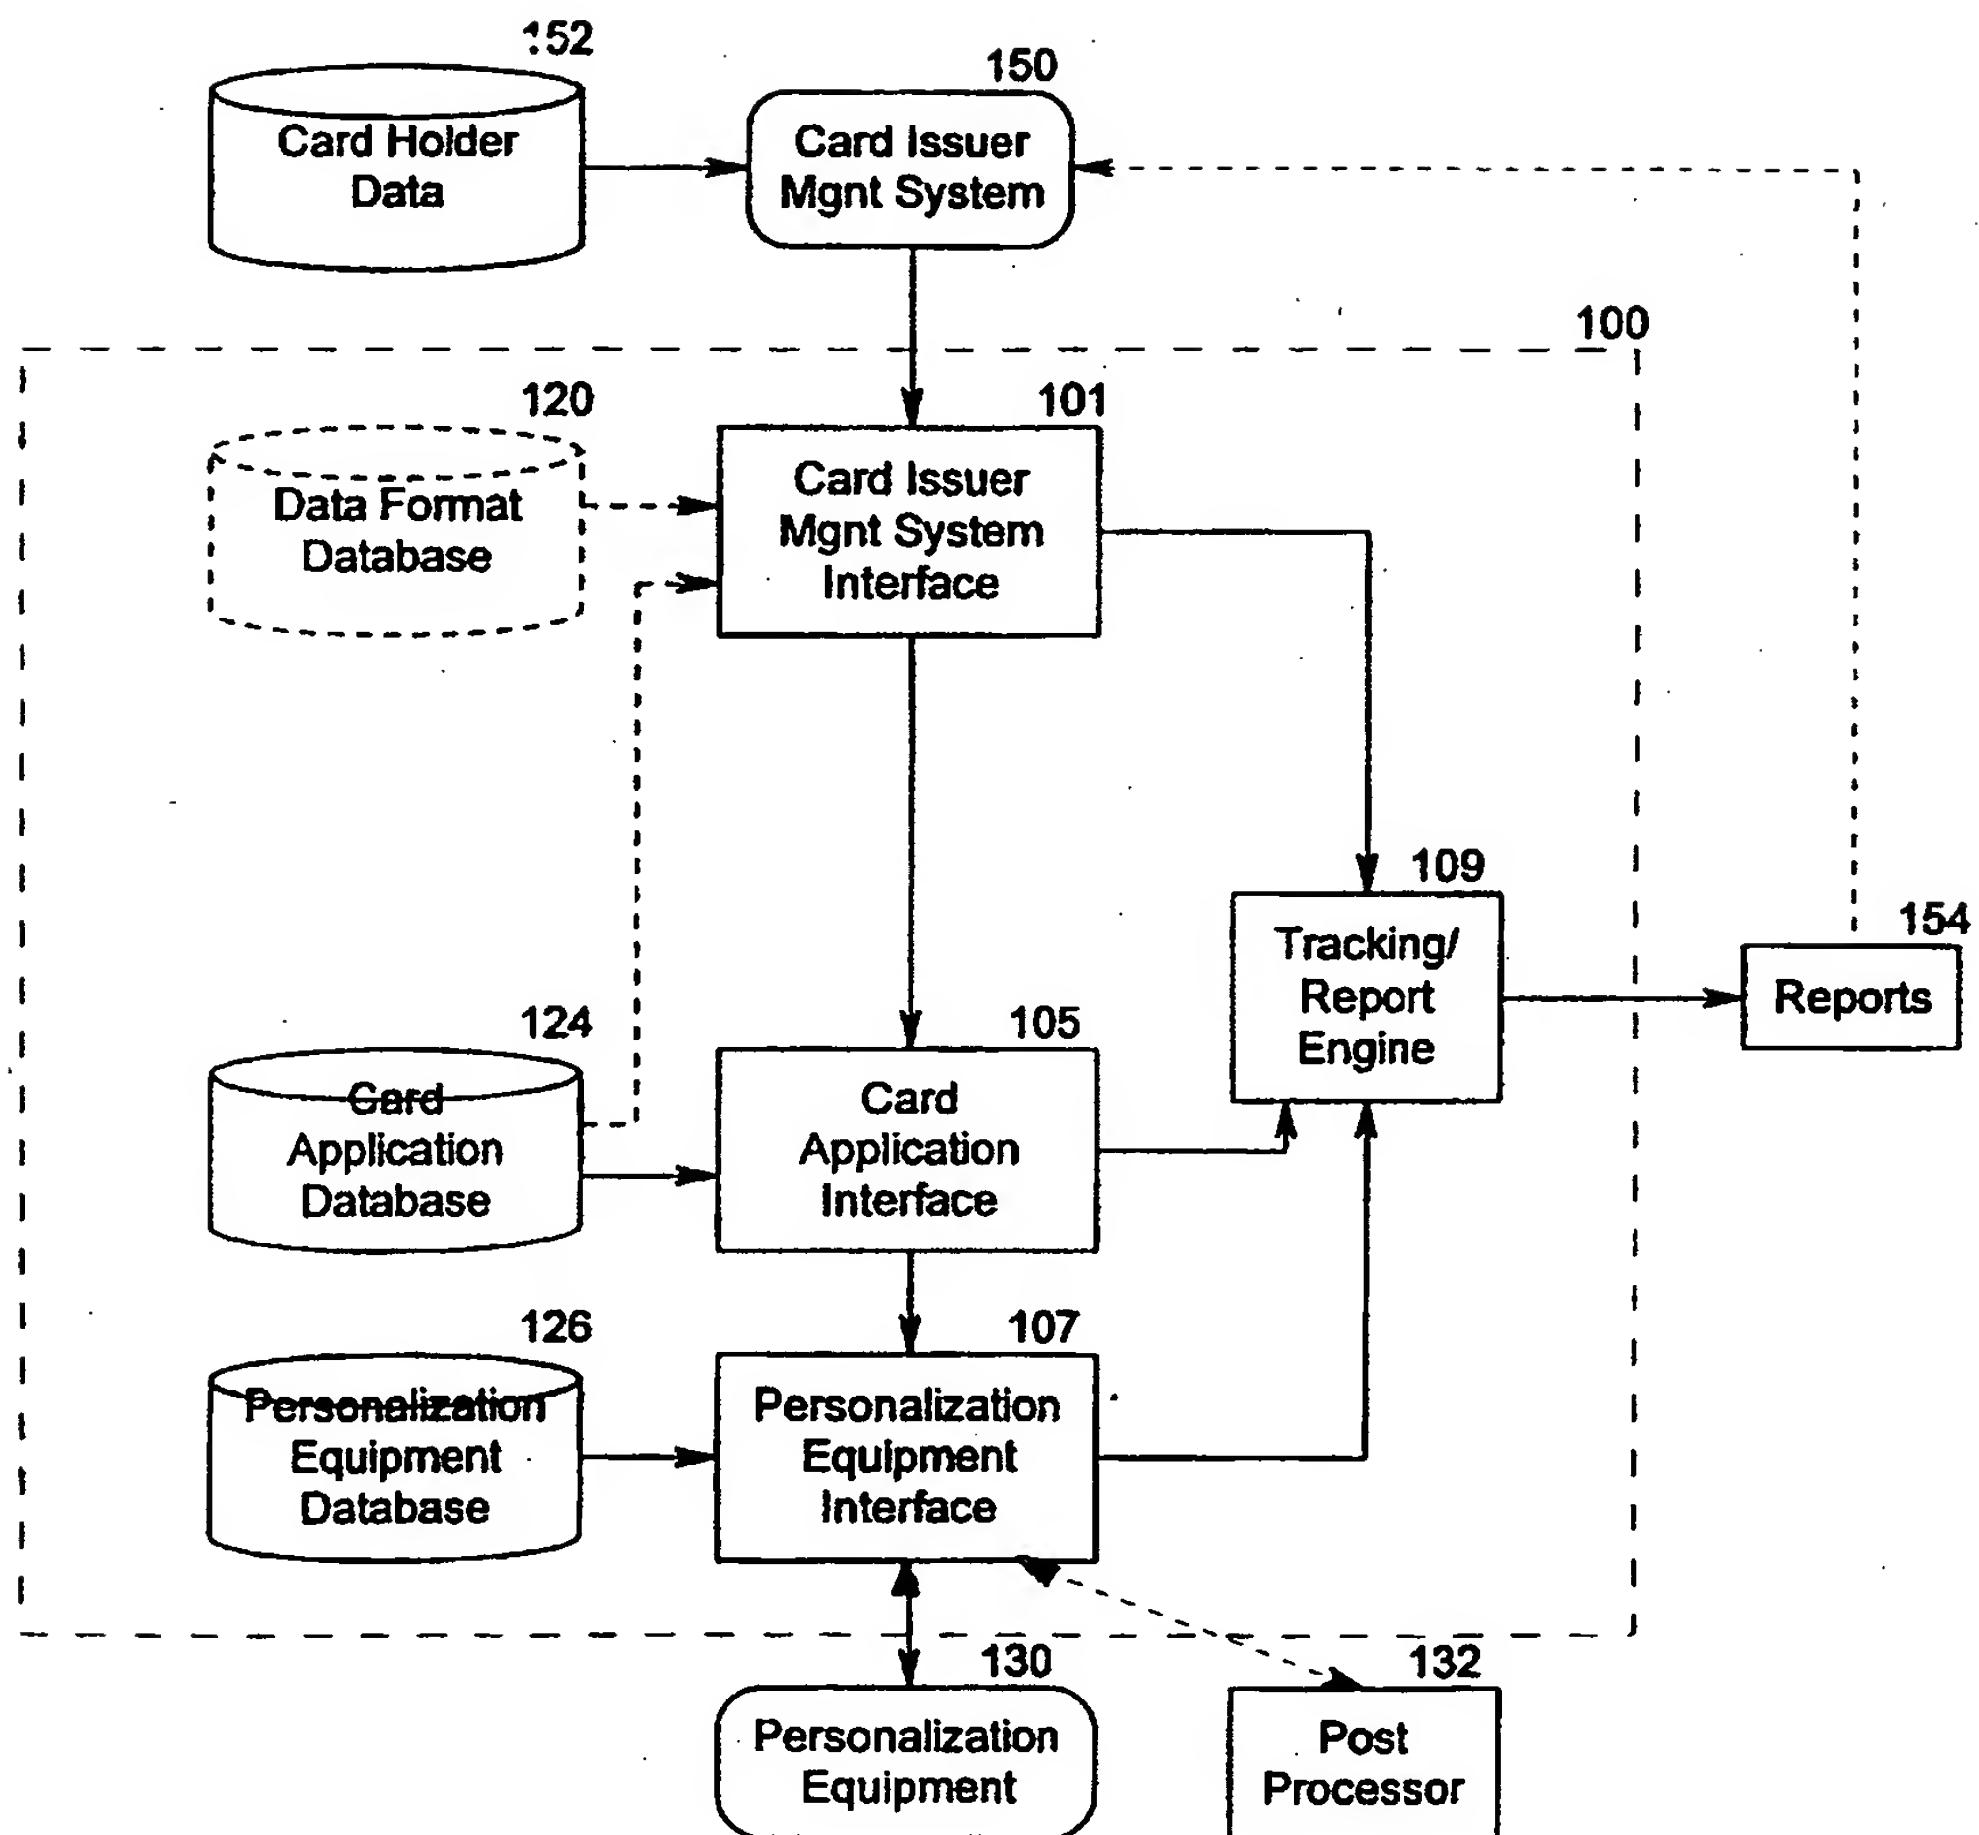 152
150
Card Holder
Data
Card Issuer
Mgnt System
100
120
101
Data Format
Database
Card Issuer
Mgnt System
Interface
109
Tracking/
Report
Engine
154
Reports
124
105
Card
Application
Database
Card
Application
Interface
126
107
Personalization
Equipment
Database
Personalization
Equipment
Interface
130
132
Personalization
Equipment
Post
Processor